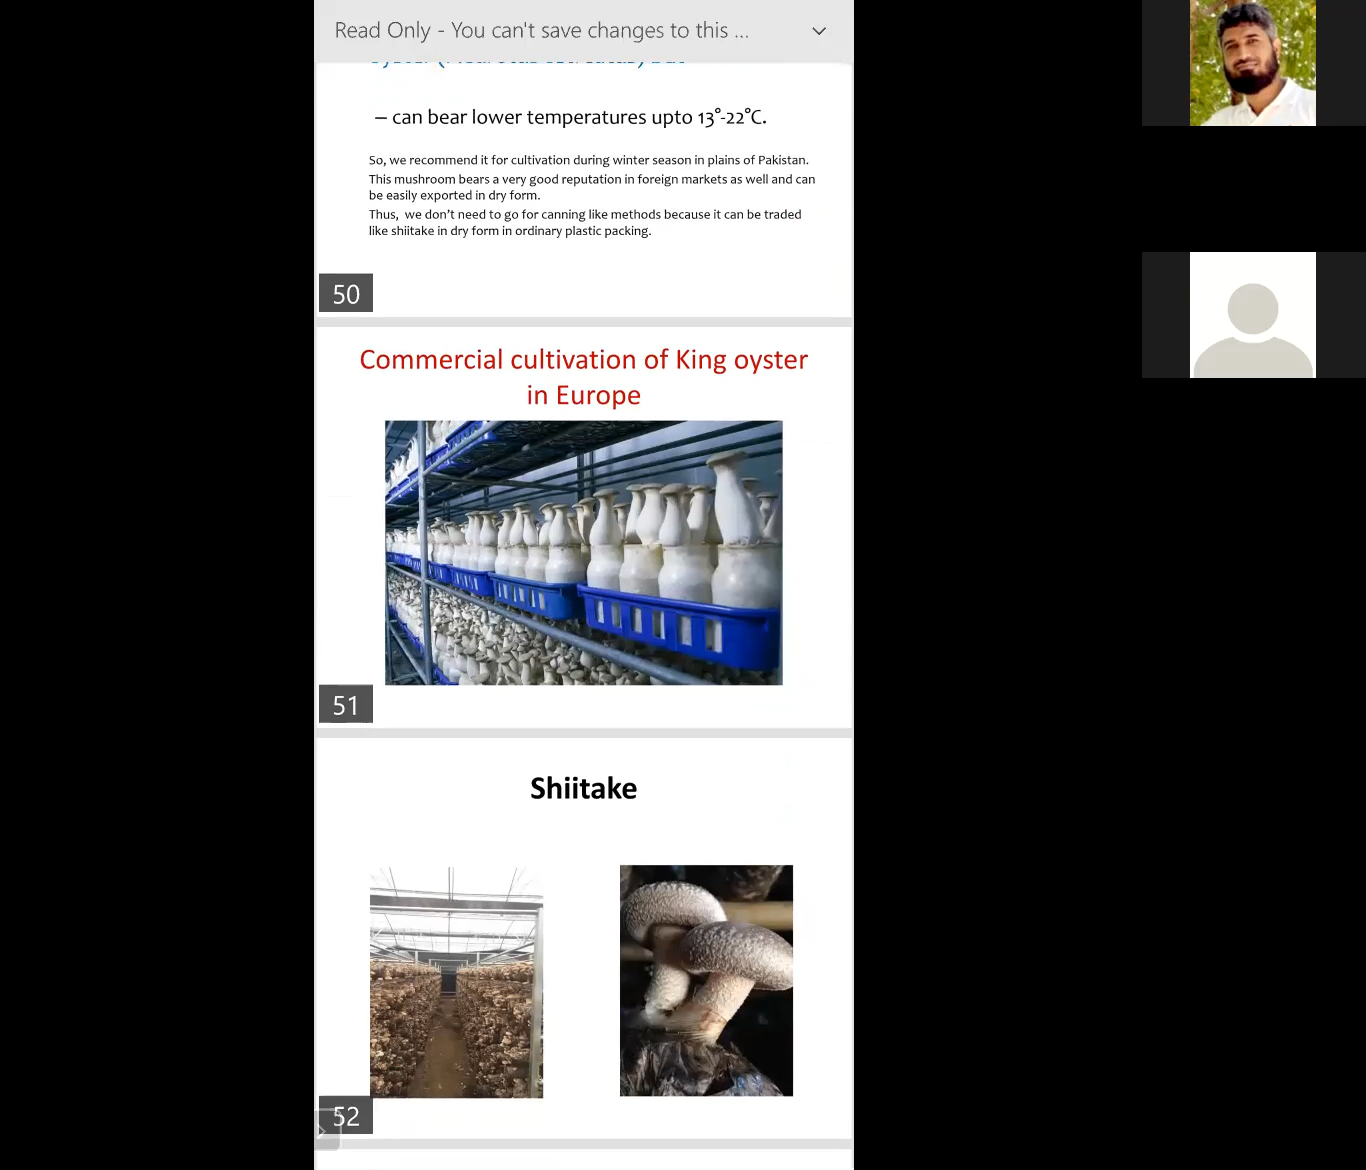 Read Only - You can't save changes to this ...
– can bear lower temperatures upto 13°-22°C.
So, we recommend it for cultivation during winter season in plains of Pakistan.
This mushroom bears a very good reputation in foreign markets as well and can
be easily exported in dry form.
Thus, we don't need to go for canning like methods because it can be traded
like shiitake in dry form in ordinary plastic packing.
50
Commercial cultivation of King oyster
in Europe
51
Shiitake
52